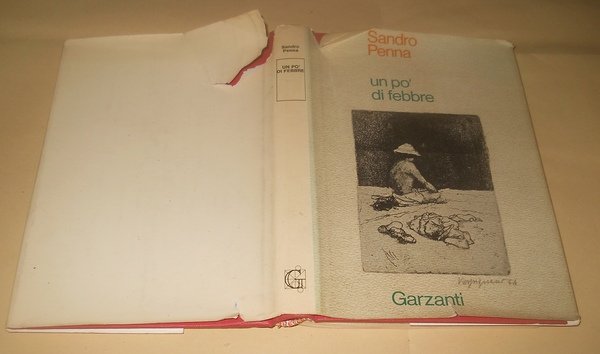 Sandro
Penna
UN PO'
DI FEBBRE
G
Sandro
Penna
un po'
di febbre
Garzanti